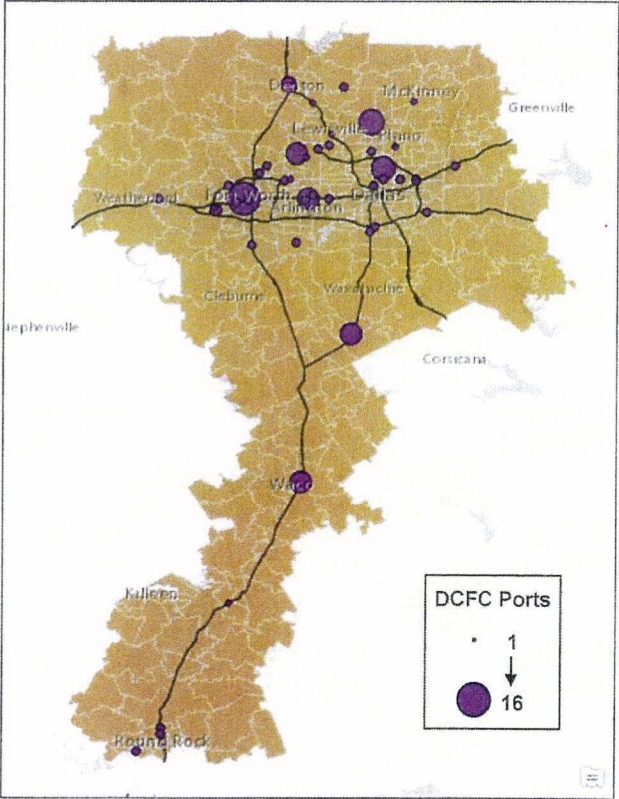 Denton
McKinney
Greenville
Lewisville
Plano
Weatherford
Fort Worth
Dallas
Arlington
Cleburne
Waxahachie
uephenville
Corsicana
Waco
Killeen
DCFC Ports
1
16
Round Rock